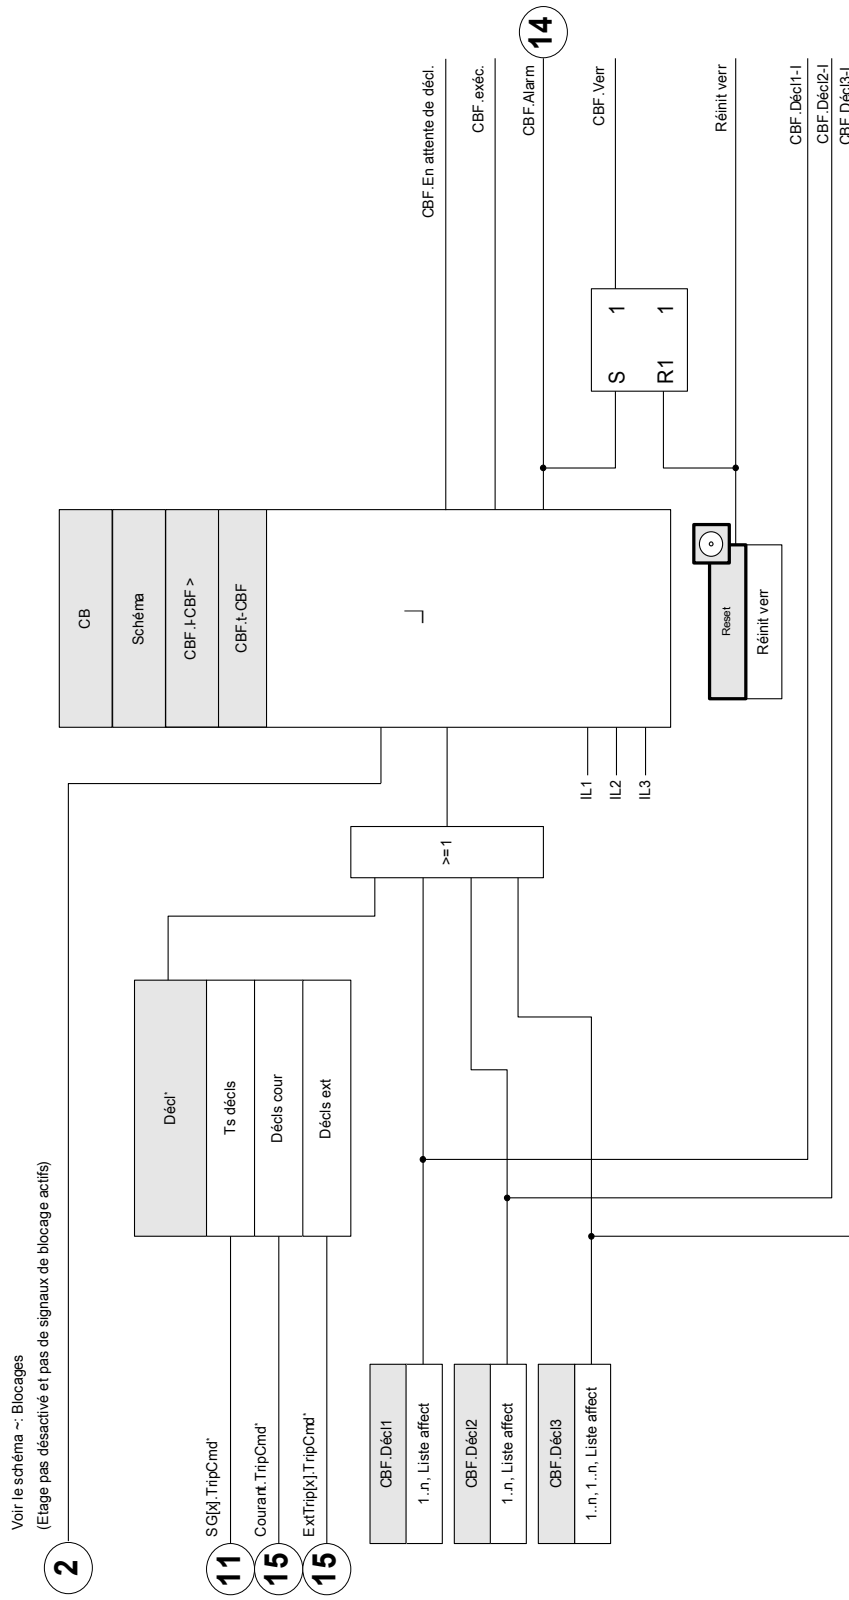 Voir le schéma ~: Blocages
(Etage pas désactivé et pas de signaux de blocage actifs)
2
SG[x].TripCmd*
11
Courant.TripCmd*
15
ExtTrip[x].TripCmd*
15
Décl*
Ts décls
Décls cour
Décls ext
CBF.Décl1
1..n, Liste affect
CBF.Décl2
1..n, Liste affect
CBF.Décl3
1..n, 1..n, Liste affect
>=1
IL1
IL2
IL3
CB
Schéma
CBF.I-CBF >
CBF.t-CBF
Reset
Réinit verr
S 1
R1 1
CBF.En attente de décl.
CBF.exéc.
CBF.Alarm
14
CBF.Verr
Réinit verr
CBF.Décl1-I
CBF.Décl2-I
CBF.Décl3-I